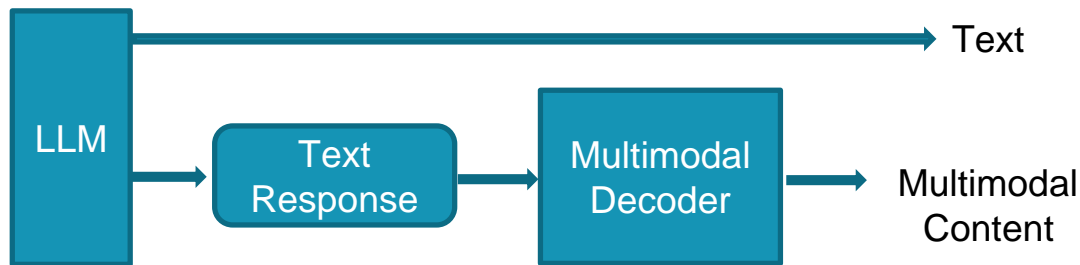 Text
LLM
Text
Response
Multimodal
Decoder
Multimodal
Content